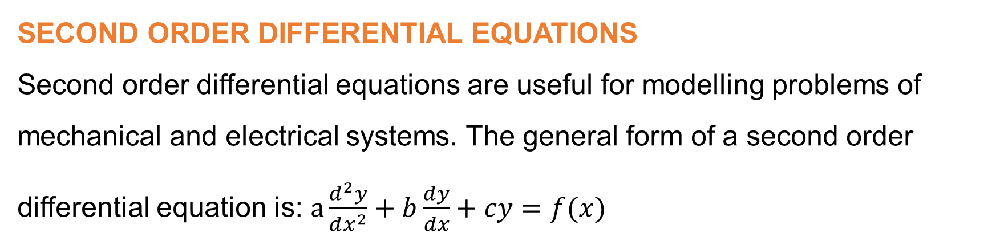 SECOND ORDER DIFFERENTIAL EQUATIONS
Second order differential equations are useful for modelling problems of
mechanical and electrical systems. The general form of a second order
differential equation is: a d²y/dx² + b dy/dx + cy = f(x)